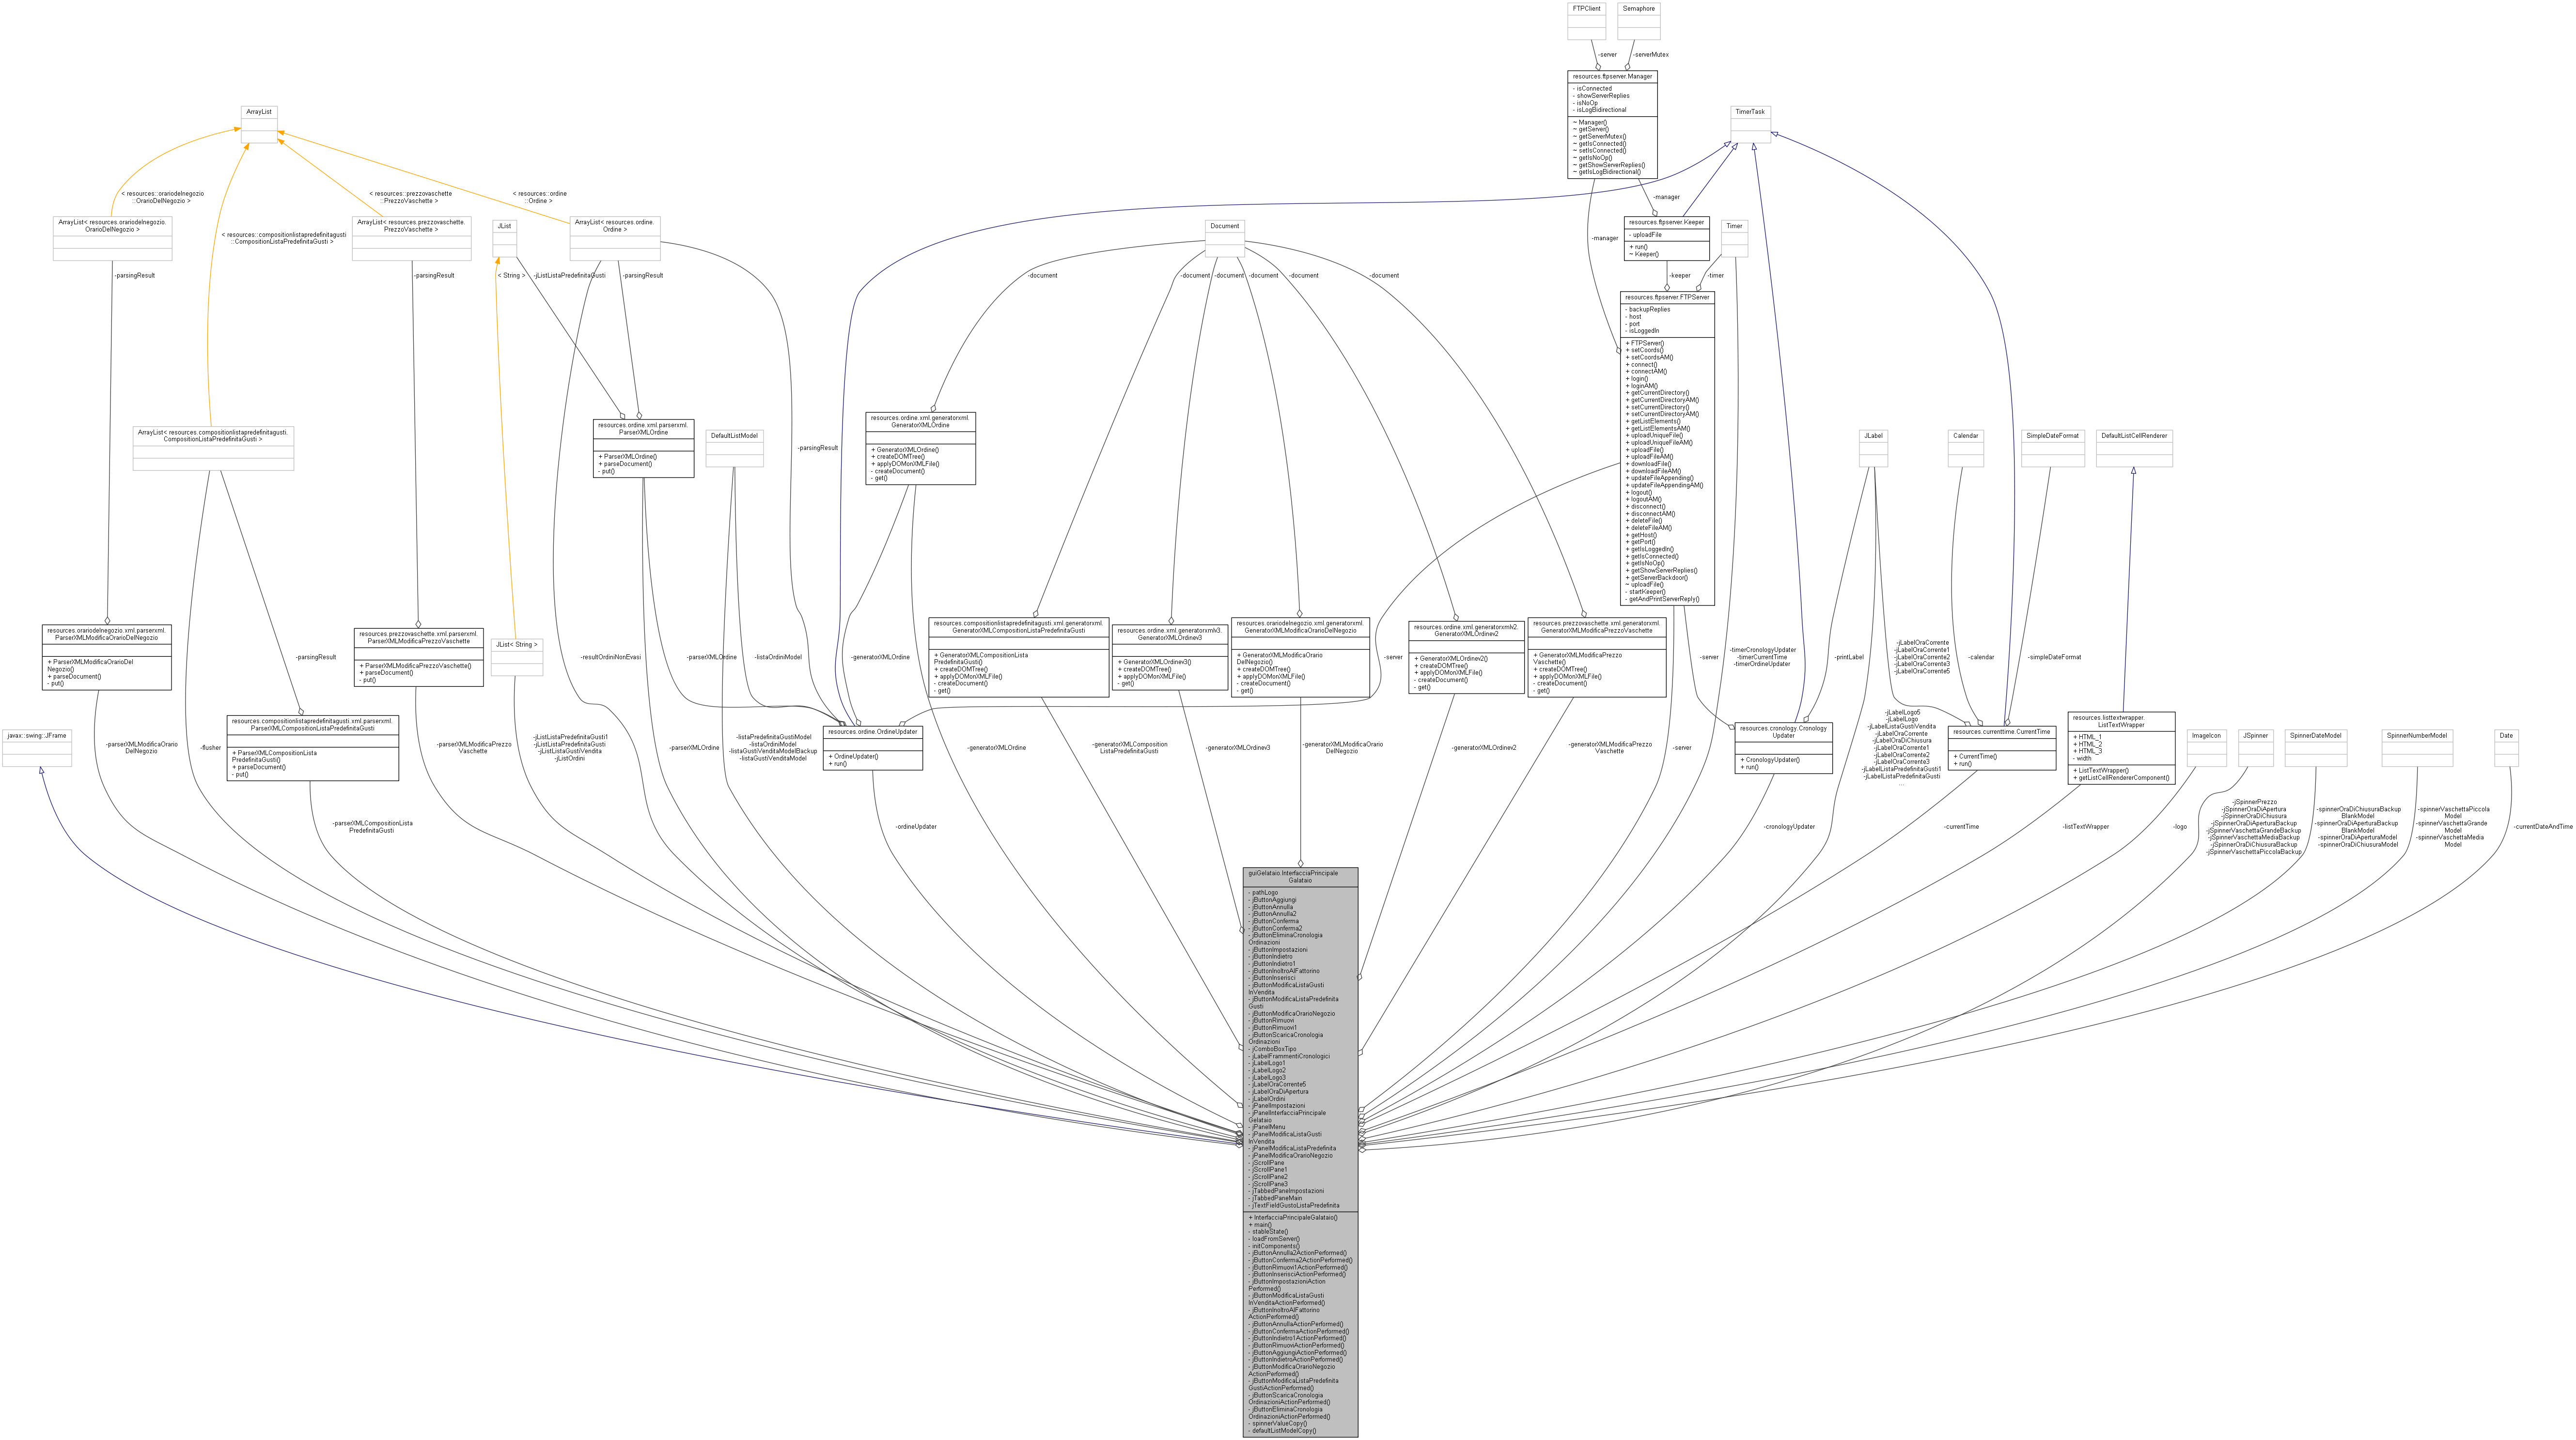 FTPClient
Semaphore
-server
-serverMutex
resources.ftpserver.Manager
- isConnected
- showServerReplies
- isNoOp
- isLogBidirectional
~ Manager()
~ getServer()
~ getServerMutex()
~ getIsConnected()
~ setIsConnected()
~ getIsNoOp()
~ getShowServerReplies()
~ getIsLogBidirectional()
ArrayList
TimerTask
< resources::orariodelnegozio
::OrarioDelNegozio >
< resources::prezzovaschette
::PrezzoVaschette >
< resources::ordine
::Ordine >
-manager
ArrayList< resources.orariodelnegozio.
OrarioDelNegozio >
< resources::compositionlistapredefinitagusti
::CompositionListaPredefinitaGusti >
ArrayList< resources.prezzovaschette.
PrezzoVaschette >
JList
ArrayList< resources.ordine.
Ordine >
Document
-manager
resources.ftpserver.Keeper
- uploadFile
+ run()
~ Keeper()
Timer
-parsingResult
-parsingResult
< String >
-jListListaPredefinitaGusti
-parsingResult
-document
-document
-document
-document
-document
-document
-keeper
-timer
resources.ftpserver.FTPServer
- backupReplies
- host
- port
- isLoggedIn
+ FTPServer()
+ setCoords()
+ setCoordsAM()
+ connect()
+ connectAM()
+ login()
+ loginAM()
+ getCurrentDirectory()
+ getCurrentDirectoryAM()
+ setCurrentDirectory()
+ setCurrentDirectoryAM()
+ getListElements()
+ getListElementsAM()
+ uploadUniqueFile()
+ uploadUniqueFileAM()
+ uploadFile()
+ uploadFileAM()
+ downloadFile()
+ downloadFileAM()
+ updateFileAppending()
+ updateFileAppendingAM()
+ logout()
+ logoutAM()
+ disconnect()
+ disconnectAM()
+ deleteFile()
+ deleteFileAM()
+ getHost()
+ getPort()
+ getIsLoggedIn()
+ getIsConnected()
+ getIsNoOp()
+ getShowServerReplies()
+ getServerBackdoor()
~ uploadFile()
- startKeeper()
- getAndPrintServerReply()
ArrayList< resources.compositionlistapredefinitagusti.
CompositionListaPredefinitaGusti >
resources.ordine.xml.parserxml.
ParserXMLOrdine
+ ParserXMLOrdine()
+ parseDocument()
- put()
DefaultListModel
-parsingResult
resources.ordine.xml.generatorxml.
GeneratorXMLOrdine
+ GeneratorXMLOrdine()
+ createDOMTree()
+ applyDOMonXMLFile()
- createDocument()
- get()
JLabel
Calendar
SimpleDateFormat
DefaultListCellRenderer
resources.orariodelnegozio.xml.parserxml.
ParserXMLModificaOrarioDelNegozio
+ ParserXMLModificaOrarioDel
Negozio()
+ parseDocument()
- put()
-parsingResult
resources.prezzovaschette.xml.parserxml.
ParserXMLModificaPrezzoVaschette
+ ParserXMLModificaPrezzoVaschette()
+ parseDocument()
- put()
JList< String >
-resultOrdiniNonEvasi
-parserXMLOrdine
-listaOrdiniModel
-generatorXMLOrdine
resources.compositionlistapredefinitagusti.xml.generatorxml.
GeneratorXMLCompositionListaPredefinitaGusti
+ GeneratorXMLCompositionLista
PredefinitaGusti()
+ createDOMTree()
+ applyDOMonXMLFile()
- createDocument()
- get()
resources.ordine.xml.generatorxmlv3.
GeneratorXMLOrdinev3
+ GeneratorXMLOrdinev3()
+ createDOMTree()
+ applyDOMonXMLFile()
- get()
resources.orariodelnegozio.xml.generatorxml.
GeneratorXMLModificaOrarioDelNegozio
+ GeneratorXMLModificaOrario
DelNegozio()
+ createDOMTree()
+ applyDOMonXMLFile()
- createDocument()
- get()
-server
resources.ordine.xml.generatorxmlv2.
GeneratorXMLOrdinev2
+ GeneratorXMLOrdinev2()
+ createDOMTree()
+ applyDOMonXMLFile()
- createDocument()
- get()
resources.prezzovaschette.xml.generatorxml.
GeneratorXMLModificaPrezzoVaschette
+ GeneratorXMLModificaPrezzo
Vaschette()
+ createDOMTree()
+ applyDOMonXMLFile()
- createDocument()
- get()
-server
-timerCronologyUpdater
-timerCurrentTime
-timerOrdineUpdater
-printLabel
-jLabelOraCorrente
-jLabelOraCorrente1
-jLabelOraCorrente2
-jLabelOraCorrente3
-jLabelOraCorrente5
-calendar
-simpleDateFormat
javax::swing::JFrame
-parserXMLModificaOrario
DelNegozio
-flusher
resources.compositionlistapredefinitagusti.xml.parserxml.
ParserXMLCompositionListaPredefinitaGusti
+ ParserXMLCompositionLista
PredefinitaGusti()
+ parseDocument()
- put()
-parserXMLModificaPrezzo
Vaschette
-jListListaPredefinitaGusti1
-jListListaPredefinitaGusti
-jListListaGustiVendita
-jListOrdini
-parserXMLOrdine
-listaPredefinitaGustiModel
-listaOrdiniModel
-listaGustiVenditaModelBackup
-listaGustiVenditaModel
resources.ordine.OrdineUpdater
+ OrdineUpdater()
+ run()
-generatorXMLOrdine
-generatorXMLComposition
ListaPredefinitaGusti
-generatorXMLOrdinev3
-generatorXMLModificaOrario
DelNegozio
-generatorXMLOrdinev2
-generatorXMLModificaPrezzo
Vaschette
-server
resources.cronology.Cronology
Updater
+ CronologyUpdater()
+ run()
-jLabelLogo5
-jLabelLogo
-jLabelListaGustiVendita
-jLabelOraCorrente
-jLabelOraDiChiusura
-jLabelOraCorrente1
-jLabelOraCorrente2
-jLabelOraCorrente3
-jLabelListaPredefinitaGusti1
-jLabelListaPredefinitaGusti
...
resources.currenttime.CurrentTime
+ CurrentTime()
+ run()
resources.listtextwrapper.
ListTextWrapper
+ HTML_1
+ HTML_2
+ HTML_3
- width
+ ListTextWrapper()
+ getListCellRendererComponent()
ImageIcon
JSpinner
SpinnerDateModel
SpinnerNumberModel
Date
-parserXMLCompositionLista
PredefinitaGusti
-ordineUpdater
-cronologyUpdater
-currentTime
-listTextWrapper
-logo
-jSpinnerPrezzo
-jSpinnerOraDiApertura
-jSpinnerOraDiChiusura
-jSpinnerOraDiAperturaBackup
-jSpinnerVaschettaGrandeBackup
-jSpinnerVaschettaMediaBackup
-jSpinnerOraDiChiusuraBackup
-jSpinnerVaschettaPiccolaBackup
-spinnerOraDiChiusuraBackup
BlankModel
-spinnerOraDiAperturaBackup
BlankModel
-spinnerOraDiAperturaModel
-spinnerOraDiChiusuraModel
-spinnerVaschettaPiccola
Model
-spinnerVaschettaGrande
Model
-spinnerVaschettaMedia
Model
-currentDateAndTime
guiGelataio.InterfacciaPrincipale
Galataio
- pathLogo
- jButtonAggiungi
- jButtonAnnulla
- jButtonAnnulla2
- jButtonConferma
- jButtonConferma2
- jButtonEliminaCronologia
Ordinazioni
- jButtonImpostazioni
- jButtonIndietro
- jButtonIndietro1
- jButtonInoltroAlFattorino
- jButtonInserisci
- jButtonModificaListaGusti
InVendita
- jButtonModificaListaPredefinita
Gusti
- jButtonModificaOrarioNegozio
- jButtonRimuovi
- jButtonRimuovi1
- jButtonScaricaCronologia
Ordinazioni
- jComboBoxTipo
- jLabelFrammentiCronologici
- jLabelLogo1
- jLabelLogo2
- jLabelLogo3
- jLabelOraCorrente5
- jLabelOraDiApertura
- jLabelOrdini
- jPanelImpostazioni
- jPanelInterfacciaPrincipale
Gelataio
- jPanelMenu
- jPanelModificaListaGusti
InVendita
- jPanelModificaListaPredefinita
- jPanelModificaOrarioNegozio
- jScrollPane
- jScrollPane1
- jScrollPane2
- jScrollPane3
- jTabbedPaneImpostazioni
- jTabbedPaneMain
- jTextFieldGustoListaPredefinita
+ InterfacciaPrincipaleGalataio()
+ main()
- stableState()
- loadFromServer()
- initComponents()
- jButtonAnnulla2ActionPerformed()
- jButtonConferma2ActionPerformed()
- jButtonRimuovi1ActionPerformed()
- jButtonInserisciActionPerformed()
- jButtonImpostazioniAction
Performed()
- jButtonModificaListaGusti
InVenditaActionPerformed()
- jButtonInoltroAlFattorino
ActionPerformed()
- jButtonAnnullaActionPerformed()
- jButtonConfermaActionPerformed()
- jButtonIndietro1ActionPerformed()
- jButtonRimuoviActionPerformed()
- jButtonAggiungiActionPerformed()
- jButtonIndietroActionPerformed()
- jButtonModificaOrarioNegozio
ActionPerformed()
- jButtonModificaListaPredefinita
GustiActionPerformed()
- jButtonScaricaCronologia
OrdinazioniActionPerformed()
- jButtonEliminaCronologia
OrdinazioniActionPerformed()
- spinnerValueCopy()
- defaultListModelCopy()